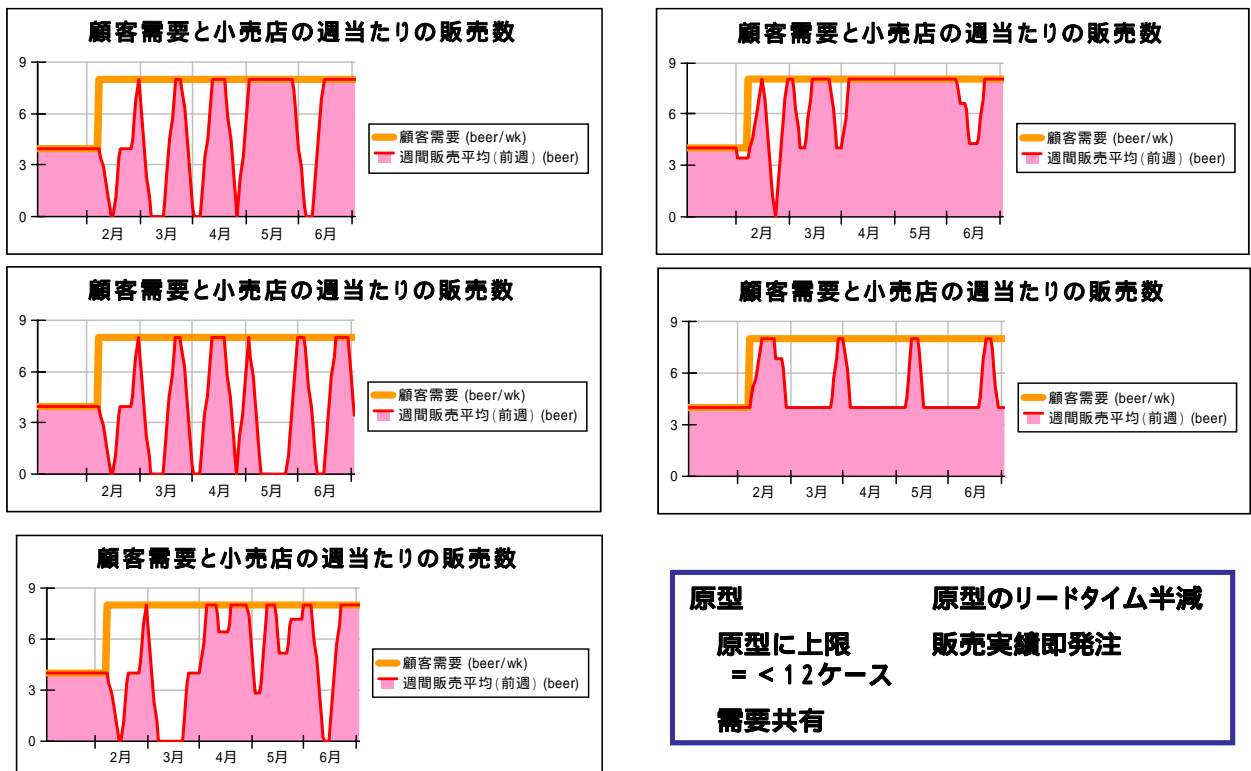 顧客需要と小売店の週当たりの販売数
9
6
3
0
2月 3月 4月 5月 6月
顧客需要 (beer/wk)
週間販売平均(前週) (beer)
顧客需要と小売店の週当たりの販売数
9
6
3
0
2月 3月 4月 5月 6月
顧客需要 (beer/wk)
週間販売平均(前週) (beer)
顧客需要と小売店の週当たりの販売数
9
6
3
0
2月 3月 4月 5月 6月
顧客需要 (beer/wk)
週間販売平均(前週) (beer)
顧客需要と小売店の週当たりの販売数
9
6
3
0
2月 3月 4月 5月 6月
顧客需要 (beer/wk)
週間販売平均(前週) (beer)
顧客需要と小売店の週当たりの販売数
9
6
3
0
2月 3月 4月 5月 6月
顧客需要 (beer/wk)
週間販売平均(前週) (beer)
原型 原型のリードタイム半減
原型に上限 販売実績即発注
=<12ケース
需要共有